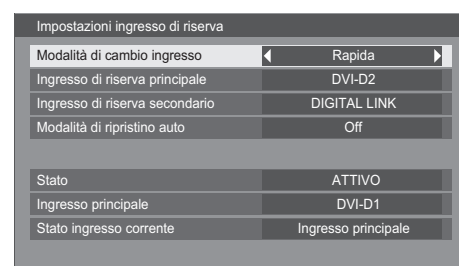 Impostazioni ingresso di riserva
Modalità di cambio ingresso Rapida
Ingresso di riserva principale DVI-D2
Ingresso di riserva secondario DIGITAL LINK
Modalità di ripristino auto Off
Stato ATTIVO
Ingresso principale DVI-D1
Stato ingresso corrente Ingresso principale